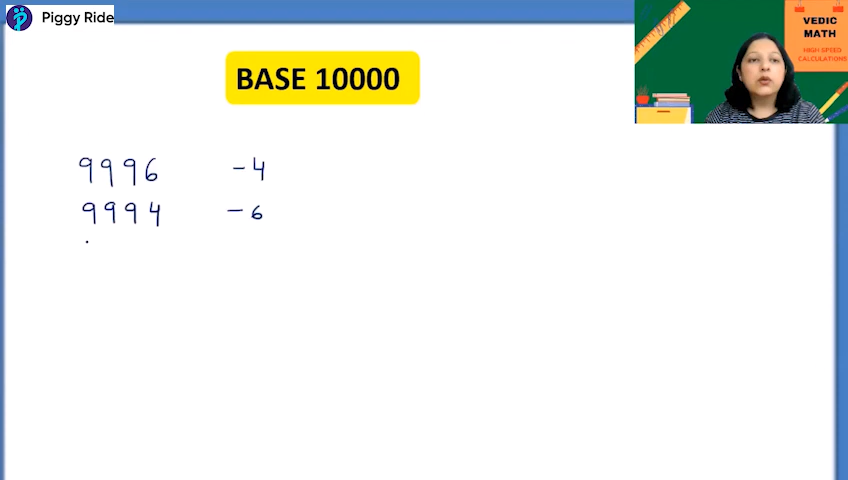 Piggy Ride
VEDIC
MATH
HIGH SPEED
CALCULATIONS
BASE 10000
9996 -4
9994 -6